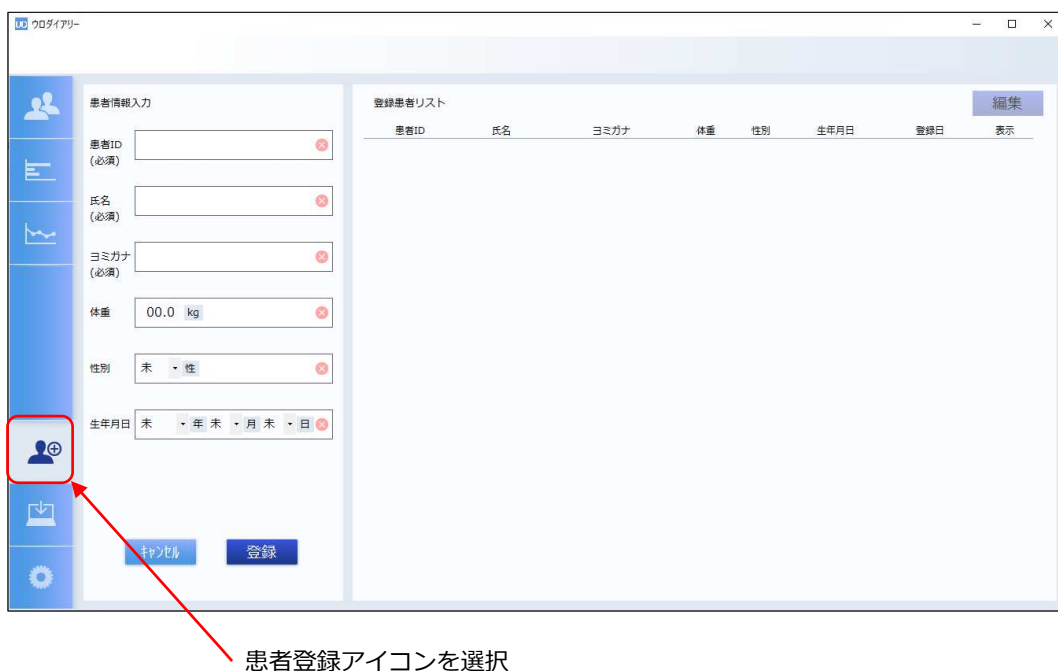 UD ウロダイアリー
患者情報入力
患者ID
(必須)
氏名
(必須)
ヨミガナ
(必須)
体重 00.0 kg
性別 未 性
生年月日 未 年 未 月 未 日
キャンセル 登録
登録患者リスト 編集
患者ID 氏名 ヨミガナ 体重 性別 生年月日 登録日 表示
患者登録アイコンを選択